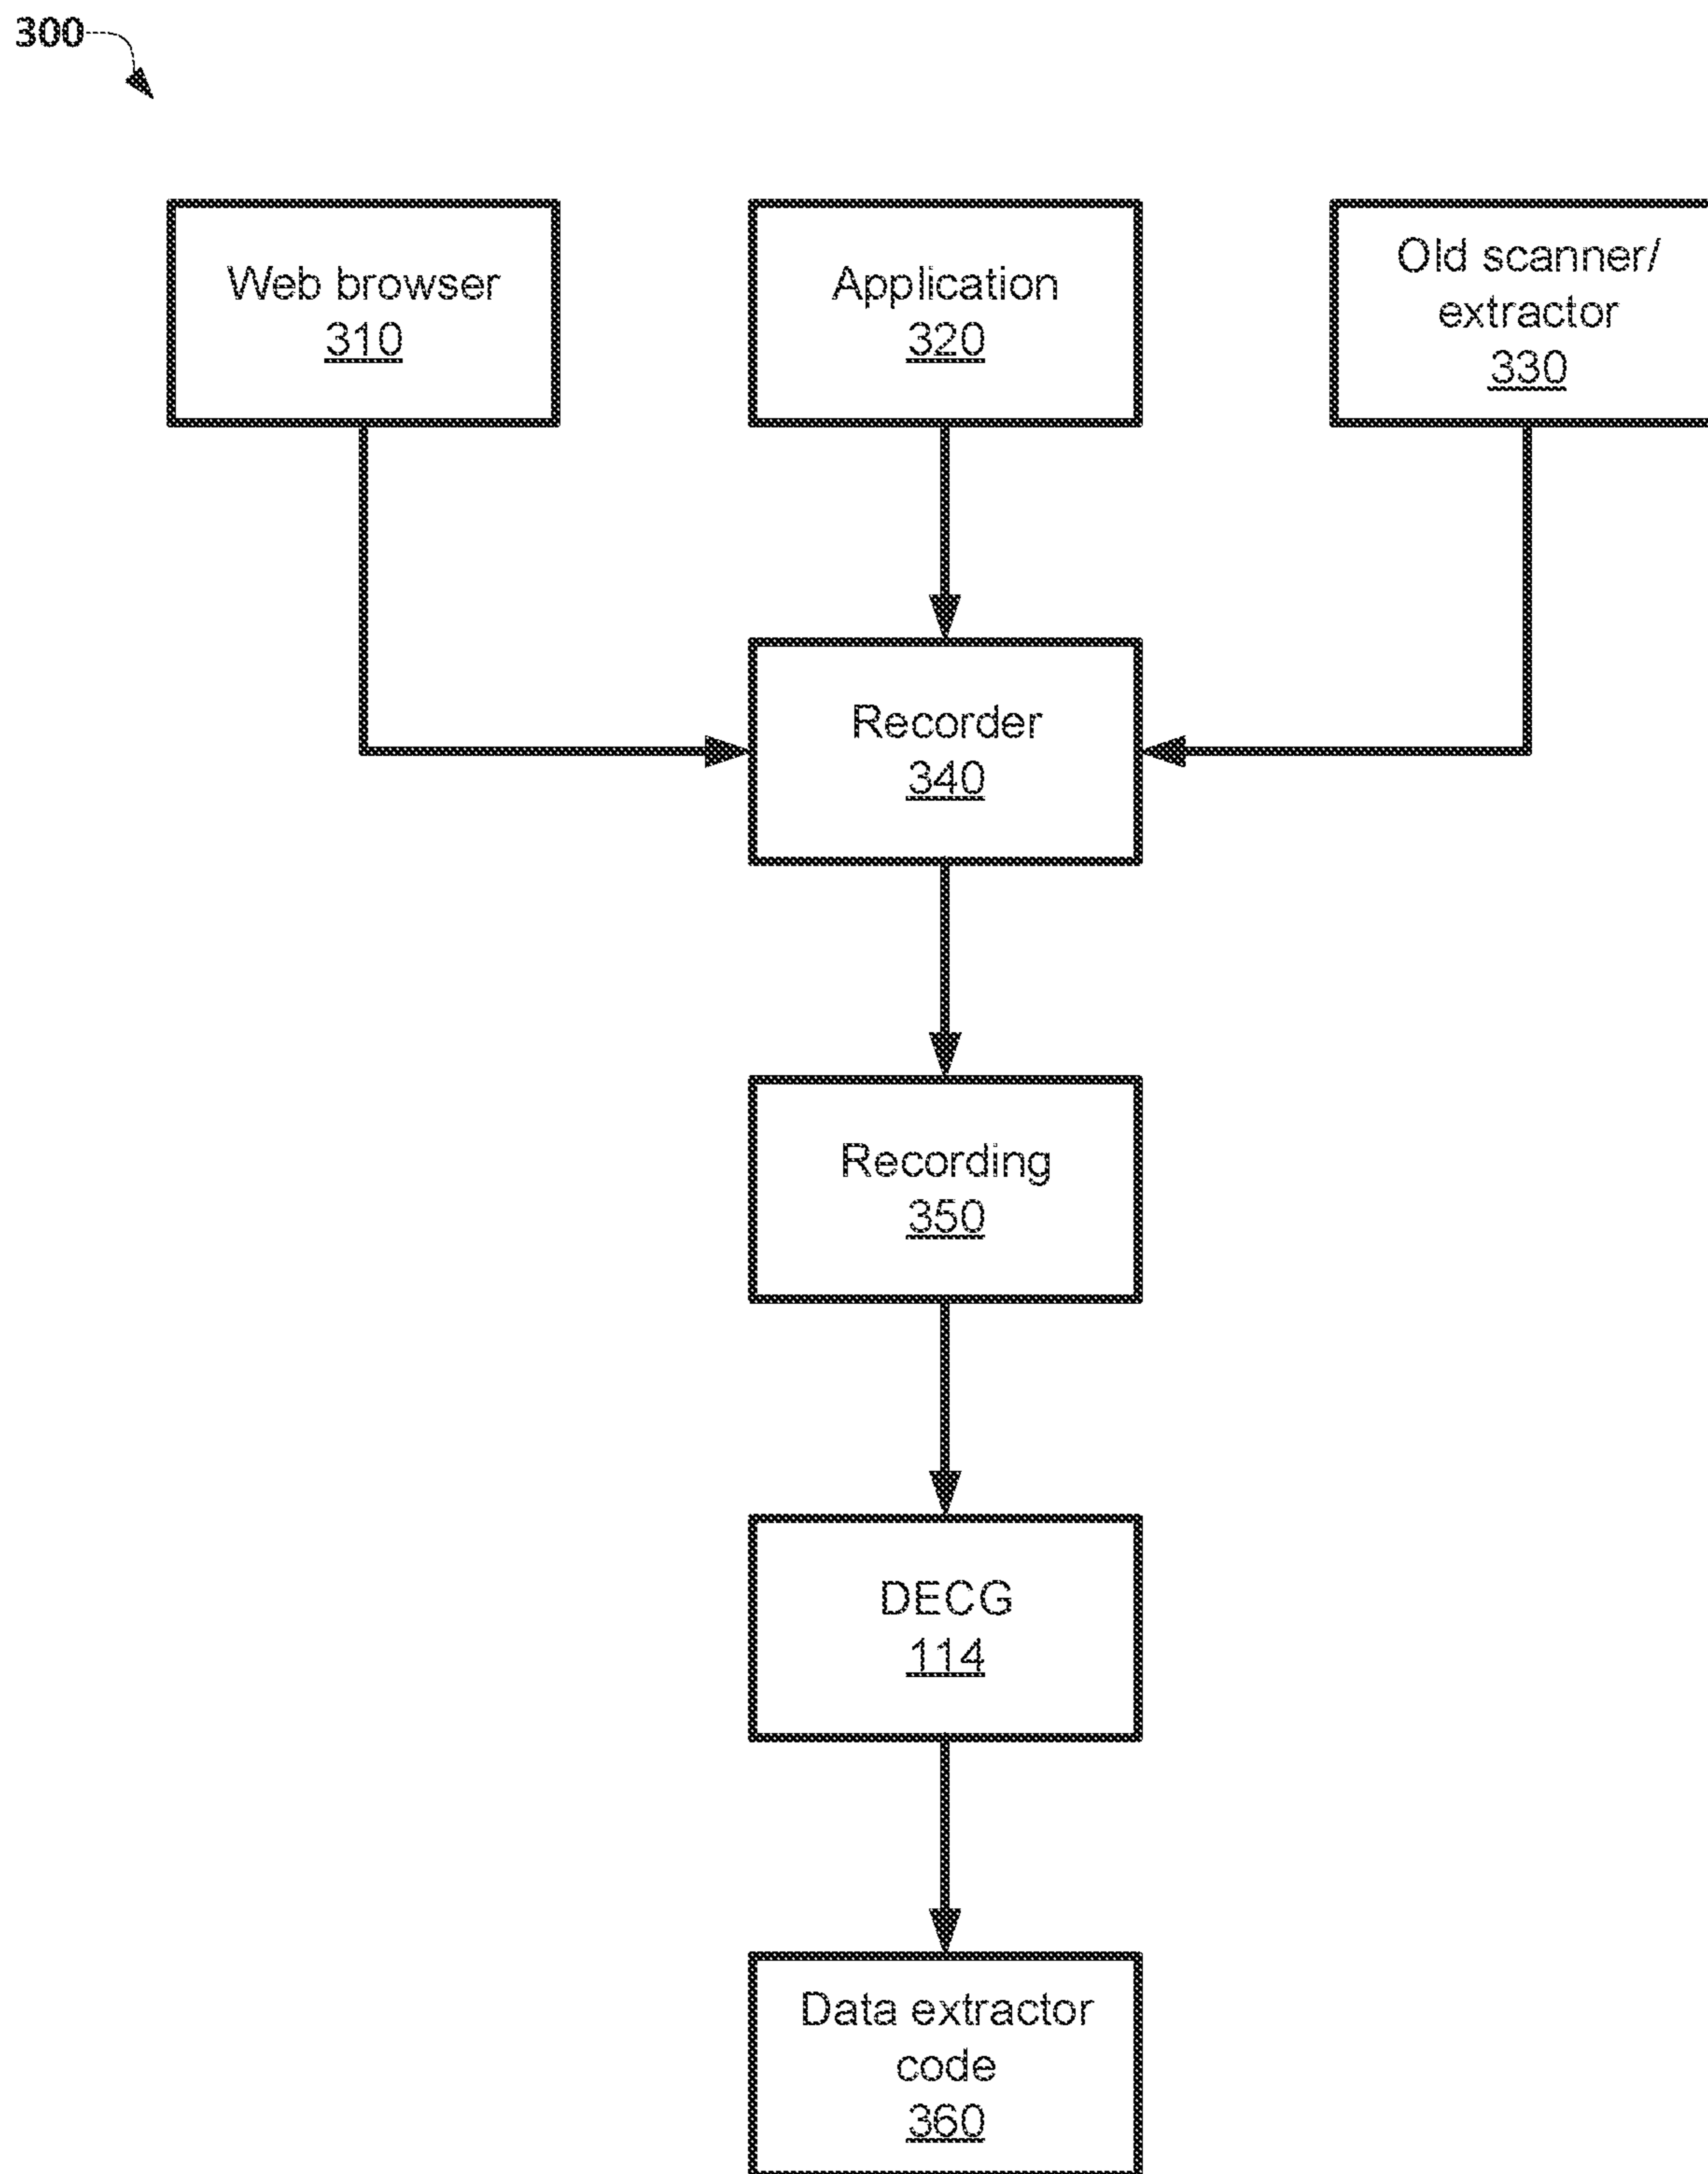 300
Web browser
310
Application
320
Old scanner/
extractor
330
Recorder
340
Recording
350
DECG
114
Data extractor
code
360